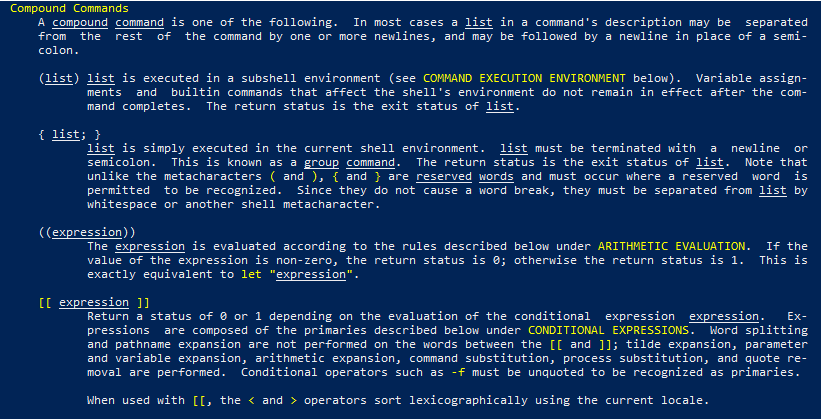 Compound Commands
A compound command is one of the following. In most cases a list in a command's description may be separated
from the rest of the command by one or more newlines, and may be followed by a newline in place of a semi-
colon.
(list) list is executed in a subshell environment (see COMMAND EXECUTION ENVIRONMENT below). Variable assign-
ments and builtin commands that affect the shell's environment do not remain in effect after the com-
mand completes. The return status is the exit status of list.
{ list; }
list is simply executed in the current shell environment. list must be terminated with a newline or
semicolon. This is known as a group command. The return status is the exit status of list. Note that
unlike the metacharacters ( and ), { and } are reserved words and must occur where a reserved word is
permitted to be recognized. Since they do not cause a word break, they must be separated from list by
whitespace or another shell metacharacter.
((expression))
The expression is evaluated according to the rules described below under ARITHMETIC EVALUATION. If the
value of the expression is non-zero, the return status is 0; otherwise the return status is 1. This is
exactly equivalent to let "expression".
[[ expression ]]
Return a status of 0 or 1 depending on the evaluation of the conditional expression expression. Ex-
pressions are composed of the primaries described below under CONDITIONAL EXPRESSIONS. Word splitting
and pathname expansion are not performed on the words between the [[ and ]]; tilde expansion, parameter
and variable expansion, arithmetic expansion, command substitution, process substitution, and quote re-
moval are performed. Conditional operators such as -f must be unquoted to be recognized as primaries.
When used with [[, the < and > operators sort lexicographically using the current locale.